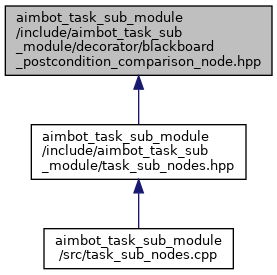 aimbot_task_sub_module
/include/aimbot_task_sub
_module/decorator/blackboard
_postcondition_comparison_node.hpp
aimbot_task_sub_module
/include/aimbot_task_sub
_module/task_sub_nodes.hpp
aimbot_task_sub_module
/src/task_sub_nodes.cpp